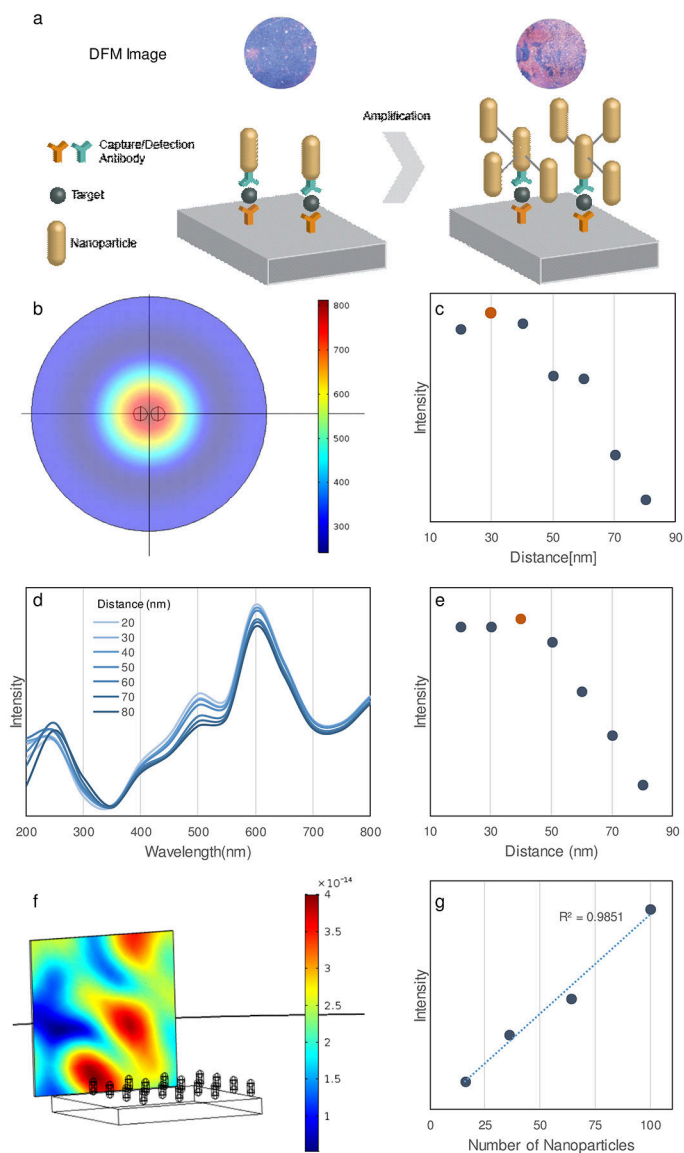 a
DFM Image
Amplification
Capture/Detection
Antibody
Target
Nanoparticle
b
800
700
600
500
400
300
c
Intensity
10
30
50
70
90
Distance[nm]
d
Distance (nm)
20
30
40
50
60
70
80
Intensity
200
300
400
500
600
700
800
Wavelength(nm)
e
Intensity
10
30
50
70
90
Distance (nm)
f
×10⁻¹⁴
4
3.5
3
2.5
2
1.5
1
g
R² = 0.9851
Intensity
0
25
50
75
100
Number of Nanoparticles